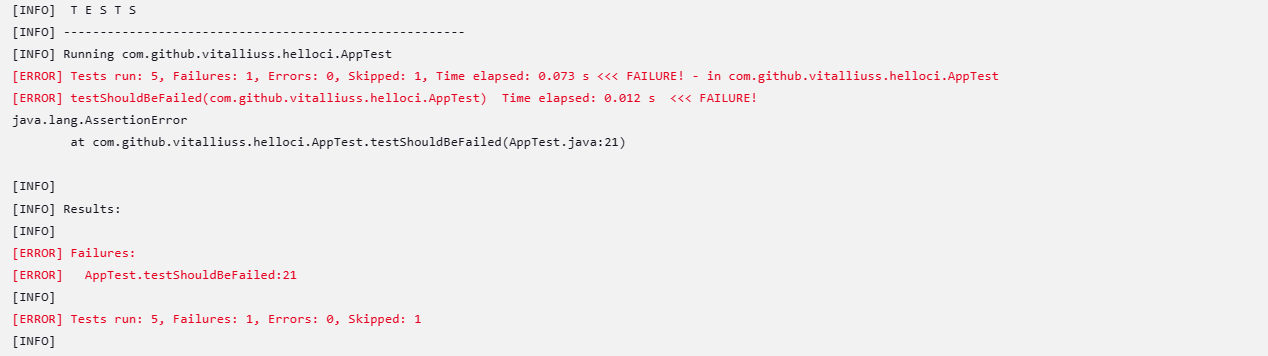 [INFO]  T E S T S
[INFO] -------------------------------------------------------
[INFO] Running com.github.vitalliuss.helloci.AppTest
[ERROR] Tests run: 5, Failures: 1, Errors: 0, Skipped: 1, Time elapsed: 0.073 s <<< FAILURE! - in com.github.vitalliuss.helloci.AppTest
[ERROR] testShouldBeFailed(com.github.vitalliuss.helloci.AppTest)  Time elapsed: 0.012 s  <<< FAILURE!
java.lang.AssertionError
        at com.github.vitalliuss.helloci.AppTest.testShouldBeFailed(AppTest.java:21)
[INFO]
[INFO] Results:
[INFO]
[ERROR] Failures:
[ERROR]   AppTest.testShouldBeFailed:21
[INFO]
[ERROR] Tests run: 5, Failures: 1, Errors: 0, Skipped: 1
[INFO]